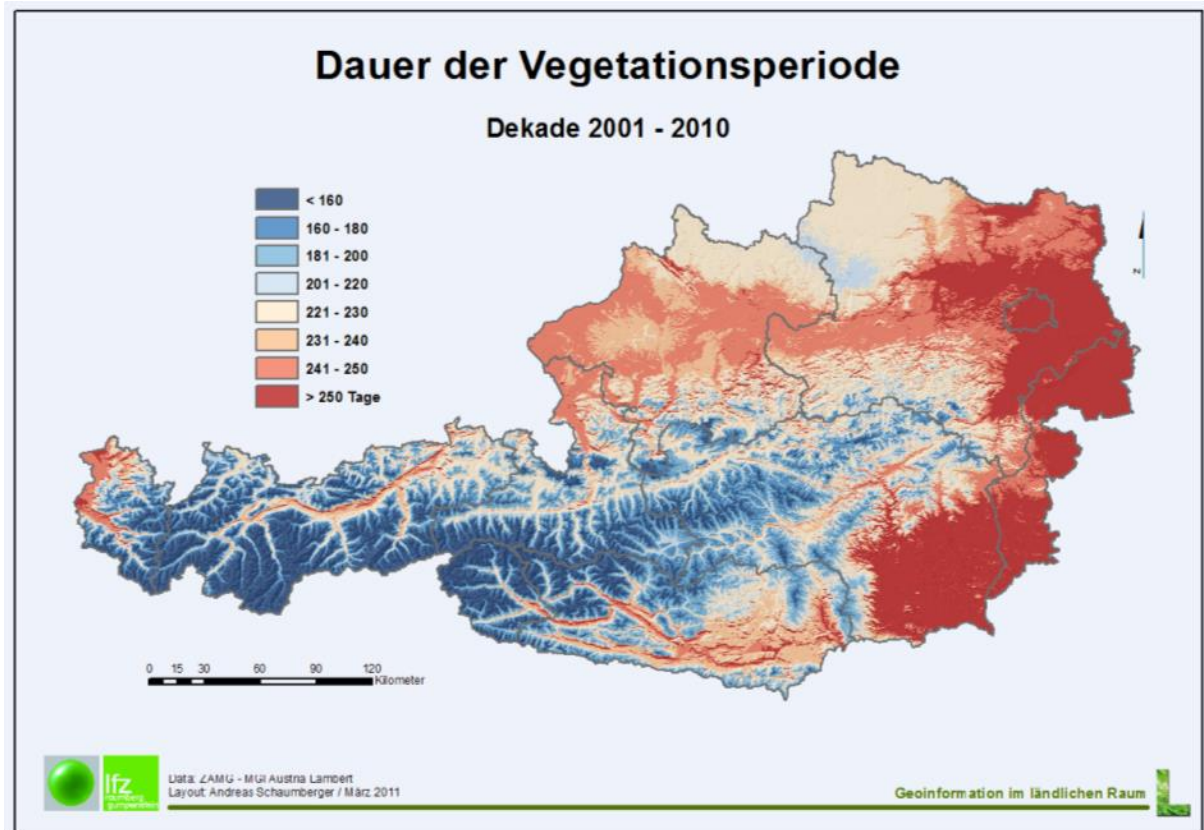 Dauer der Vegetationsperiode
Dekade 2001 - 2010
< 160
160 - 180
181 - 200
201 - 220
221 - 230
231 - 240
241 - 250
> 250 Tage
N
0 15 30 60 90 120
Kilometer
lfz
raumberg
gumpenstein
Data: ZAMG - MGI Austria Lambert
Layout: Andreas Schaumberger / März 2011
Geoinformation im ländlichen Raum
L